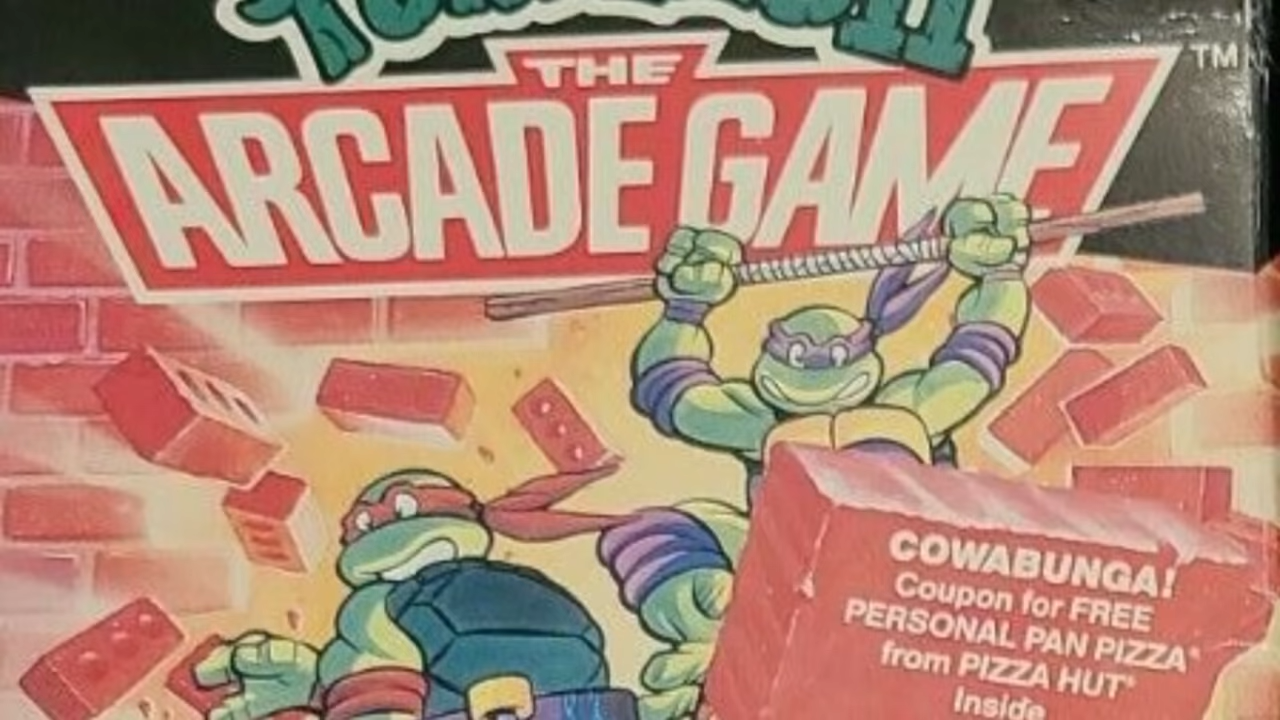 THE
TM
ARCADE GAME
COWABUNGA!
Coupon for FREE
PERSONAL PAN PIZZA®
from PIZZA HUT®
Inside